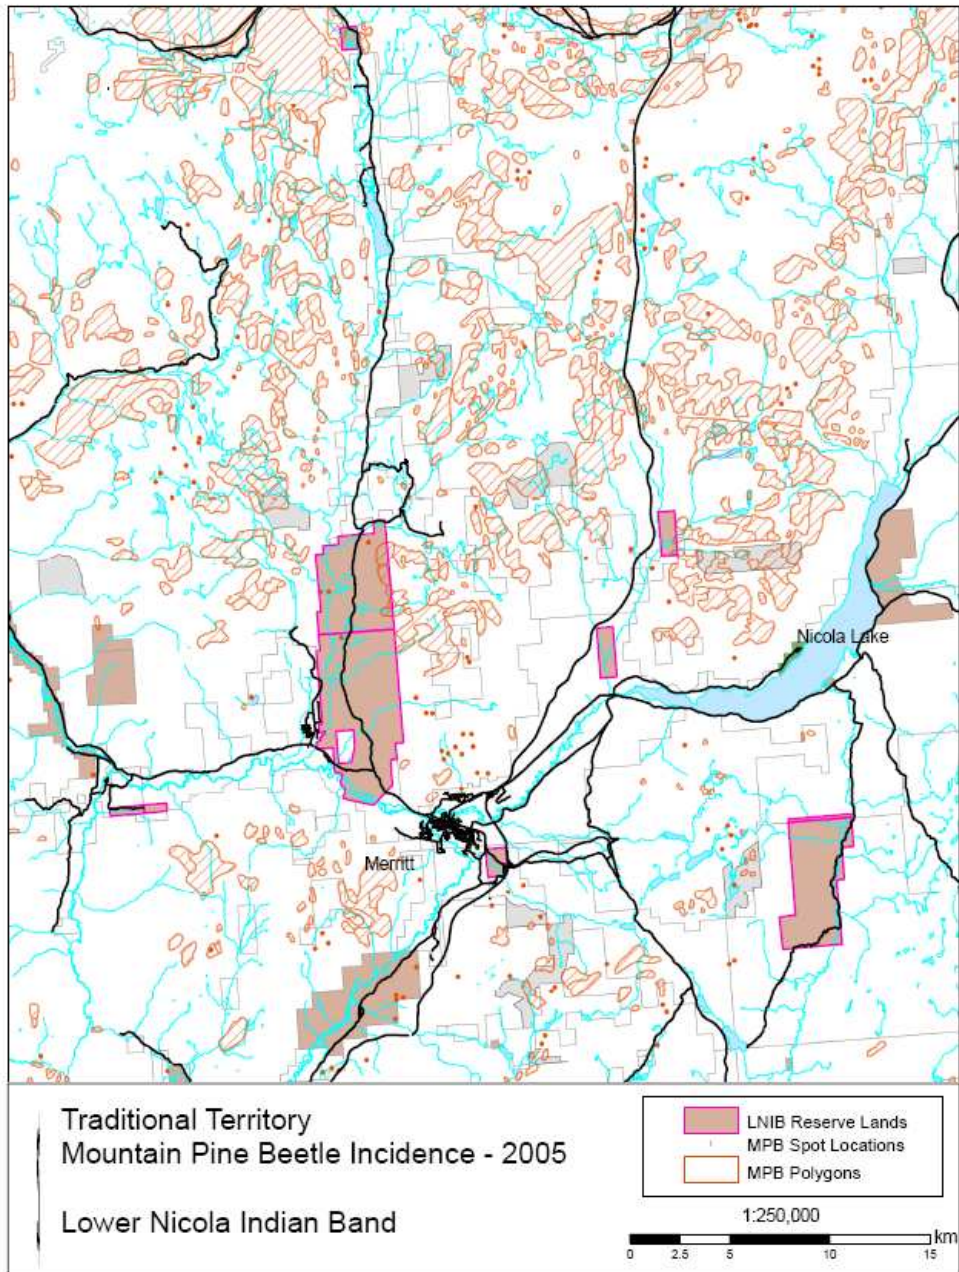 Nicola Lake
Merritt
Traditional Territory
Mountain Pine Beetle Incidence - 2005
Lower Nicola Indian Band
LNIB Reserve Lands
MPB Spot Locations
MPB Polygons
1:250,000
km
0 2.5 5 10 15